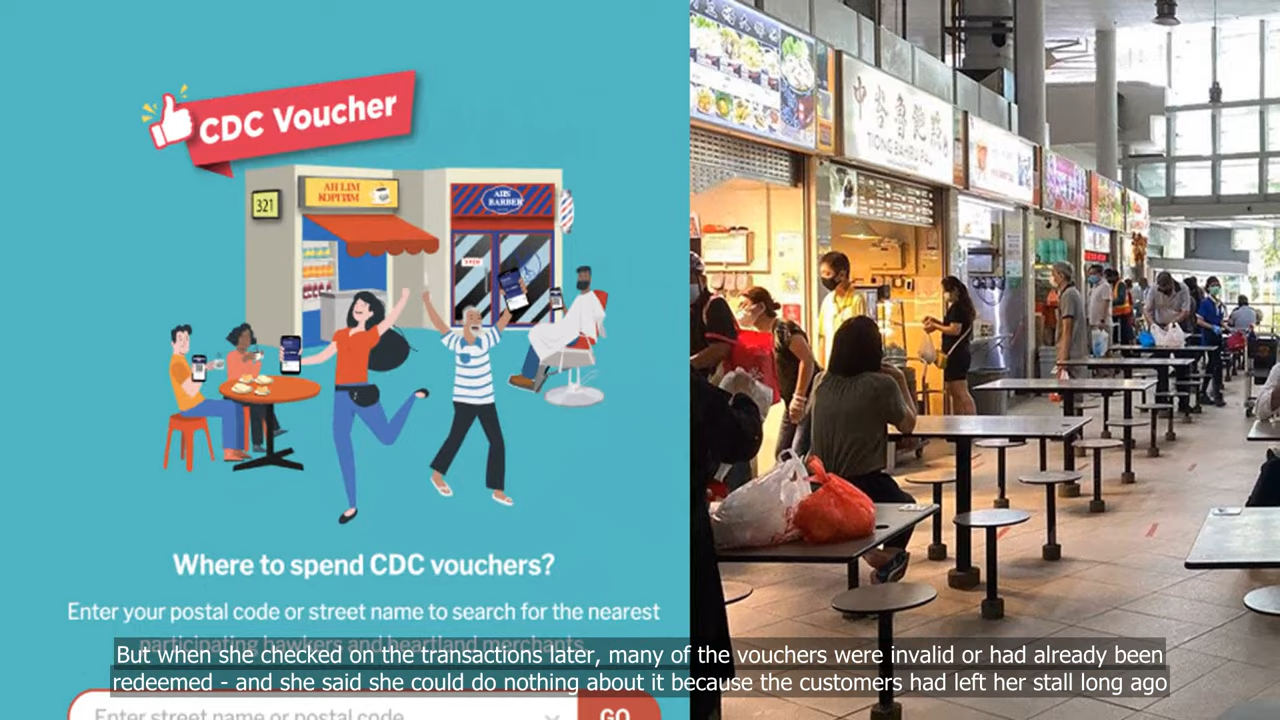 CDC Voucher
321
AH LIM
KOPITIAM
AHS
BARBER
OPEN
Where to spend CDC vouchers?
Enter your postal code or street name to search for the nearest
participating hawkers and heartland merchants
Enter street name or postal code
GO
TIONG BAHRU PAU
But when she checked on the transactions later, many of the vouchers were invalid or had already been
redeemed - and she said she could do nothing about it because the customers had left her stall long ago